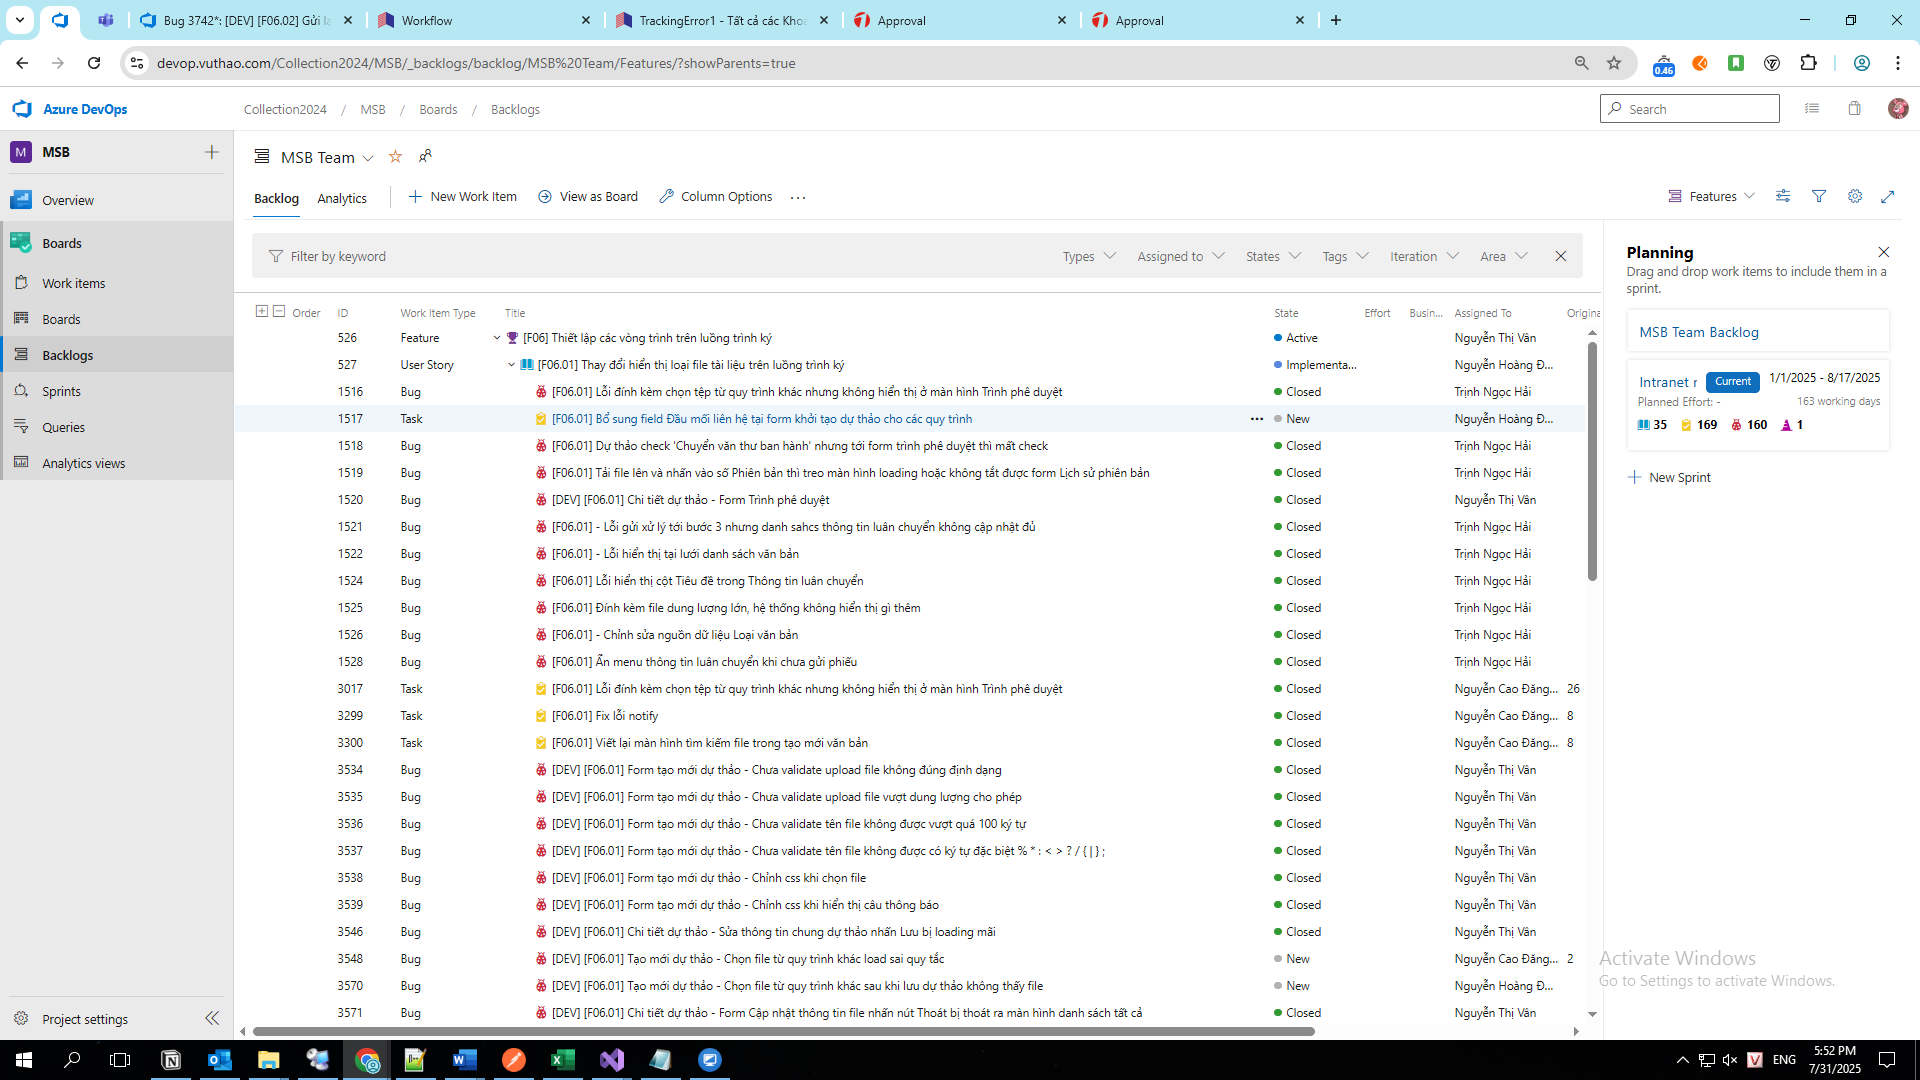 Bug 3742*: [DEV] [F06.02] Gửi lạ
Workflow
TrackingError1 - Tất cả các Kho
Approval
Approval
devop.vuthao.com/Collection2024/MSB/_backlogs/backlog/MSB%20Team/Features/?showParents=true
0.46
Azure DevOps
Collection2024 / MSB / Boards / Backlogs
Search
M MSB
Overview
Boards
Work items
Boards
Backlogs
Sprints
Queries
Analytics views
Project settings
MSB Team
Backlog Analytics New Work Item View as Board Column Options ...
Features
Filter by keyword Types Assigned to States Tags Iteration Area
Order ID Work Item Type Title State Effort Busin... Assigned To Origina
526 Feature [F06] Thiết lập các vòng trình trên luồng trình ký Active Nguyễn Thị Vân
527 User Story [F06.01] Thay đổi hiển thị loại file tài liệu trên luồng trình ký Implementa... Nguyễn Hoàng Đ...
1516 Bug [F06.01] Lỗi đính kèm chọn tệp từ quy trình khác nhưng không hiển thị ở màn hình Trình phê duyệt Closed Trịnh Ngọc Hải
1517 Task [F06.01] Bổ sung field Đầu mối liên hệ tại form khởi tạo dự thảo cho các quy trình ... New Nguyễn Hoàng Đ...
1518 Bug [F06.01] Dự thảo check 'Chuyển văn thư ban hành' nhưng tới form trình phê duyệt thì mất check Closed Trịnh Ngọc Hải
1519 Bug [F06.01] Tải file lên và nhấn vào số Phiên bản thì treo màn hình loading hoặc không tắt được form Lịch sử phiên bản Closed Trịnh Ngọc Hải
1520 Bug [DEV] [F06.01] Chi tiết dự thảo - Form Trình phê duyệt Closed Nguyễn Thị Vân
1521 Bug [F06.01] - Lỗi gửi xử lý tới bước 3 nhưng danh sahcs thông tin luân chuyển không cập nhật đủ Closed Trịnh Ngọc Hải
1522 Bug [F06.01] - Lỗi hiển thị tại lưới danh sách văn bản Closed Trịnh Ngọc Hải
1524 Bug [F06.01] Lỗi hiển thị cột Tiêu đề trong Thông tin luân chuyển Closed Trịnh Ngọc Hải
1525 Bug [F06.01] Đính kèm file dung lượng lớn, hệ thống không hiển thị gì thêm Closed Trịnh Ngọc Hải
1526 Bug [F06.01] - Chỉnh sửa nguồn dữ liệu Loại văn bản Closed Trịnh Ngọc Hải
1528 Bug [F06.01] Ẩn menu thông tin luân chuyển khi chưa gửi phiếu Closed Trịnh Ngọc Hải
3017 Task [F06.01] Lỗi đính kèm chọn tệp từ quy trình khác nhưng không hiển thị ở màn hình Trình phê duyệt Closed Nguyễn Cao Đăng... 26
3299 Task [F06.01] Fix lỗi notify Closed Nguyễn Cao Đăng... 8
3300 Task [F06.01] Viết lại màn hình tìm kiếm file trong tạo mới văn bản Closed Nguyễn Cao Đăng... 8
3534 Bug [DEV] [F06.01] Form tạo mới dự thảo - Chưa validate upload file không đúng định dạng Closed Nguyễn Thị Vân
3535 Bug [DEV] [F06.01] Form tạo mới dự thảo - Chưa validate upload file vượt dung lượng cho phép Closed Nguyễn Thị Vân
3536 Bug [DEV] [F06.01] Form tạo mới dự thảo - Chưa validate tên file không được vượt quá 100 ký tự Closed Nguyễn Thị Vân
3537 Bug [DEV] [F06.01] Form tạo mới dự thảo - Chưa validate tên file không được có ký tự đặc biệt % * : < > ? / { | } ; Closed Nguyễn Thị Vân
3538 Bug [DEV] [F06.01] Form tạo mới dự thảo - Chỉnh css khi chọn file Closed Nguyễn Thị Vân
3539 Bug [DEV] [F06.01] Form tạo mới dự thảo - Chỉnh css khi hiển thị câu thông báo Closed Nguyễn Thị Vân
3546 Bug [DEV] [F06.01] Chi tiết dự thảo - Sửa thông tin chung dự thảo nhấn Lưu bị loading mãi Closed Nguyễn Thị Vân
3548 Bug [DEV] [F06.01] Tạo mới dự thảo - Chọn file từ quy trình khác load sai quy tắc New Nguyễn Cao Đăng... 2
3570 Bug [DEV] [F06.01] Tạo mới dự thảo - Chọn file từ quy trình khác sau khi lưu dự thảo không thấy file New Nguyễn Hoàng Đ...
3571 Bug [DEV] [F06.01] Chi tiết dự thảo - Form Cập nhật thông tin file nhấn nút Thoát bị thoát ra màn hình danh sách tất cả Closed Nguyễn Thị Vân
Planning
Drag and drop work items to include them in a
sprint.
MSB Team Backlog
Intranet r Current 1/1/2025 - 8/17/2025
Planned Effort: - 163 working days
35 169 160 1
New Sprint
Activate Windows
Go to Settings to activate Windows.
ENG
5:52 PM
7/31/2025